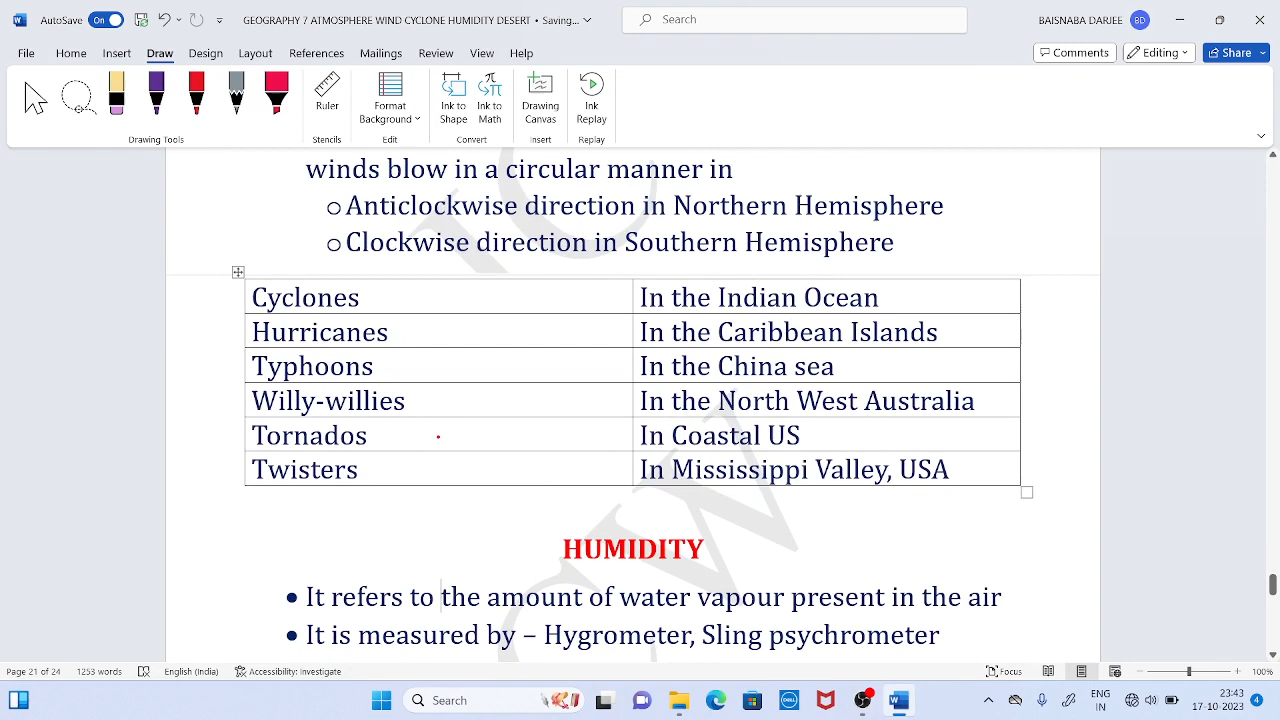 AutoSave On GEOGRAPHY 7 ATMOSPHERE WIND CYCLONE HUMIDITY DESERT • Saving... Search BAISNABA DARJEE BD
File Home Insert Draw Design Layout References Mailings Review View Help Comments Editing Share
Ruler Format Background Ink to Shape Ink to Math Drawing Canvas Ink Replay
Drawing Tools Stencils Edit Convert Insert Replay
winds blow in a circular manner in
o Anticlockwise direction in Northern Hemisphere
o Clockwise direction in Southern Hemisphere
Cyclones In the Indian Ocean
Hurricanes In the Caribbean Islands
Typhoons In the China sea
Willy-willies In the North West Australia
Tornados In Coastal US
Twisters In Mississippi Valley, USA
HUMIDITY
• It refers to the amount of water vapour present in the air
• It is measured by – Hygrometer, Sling psychrometer
Page 21 of 24 1253 words English (India) Accessibility: Investigate Focus 100%
Search DELL ENG IN 23:43 17-10-2023 4